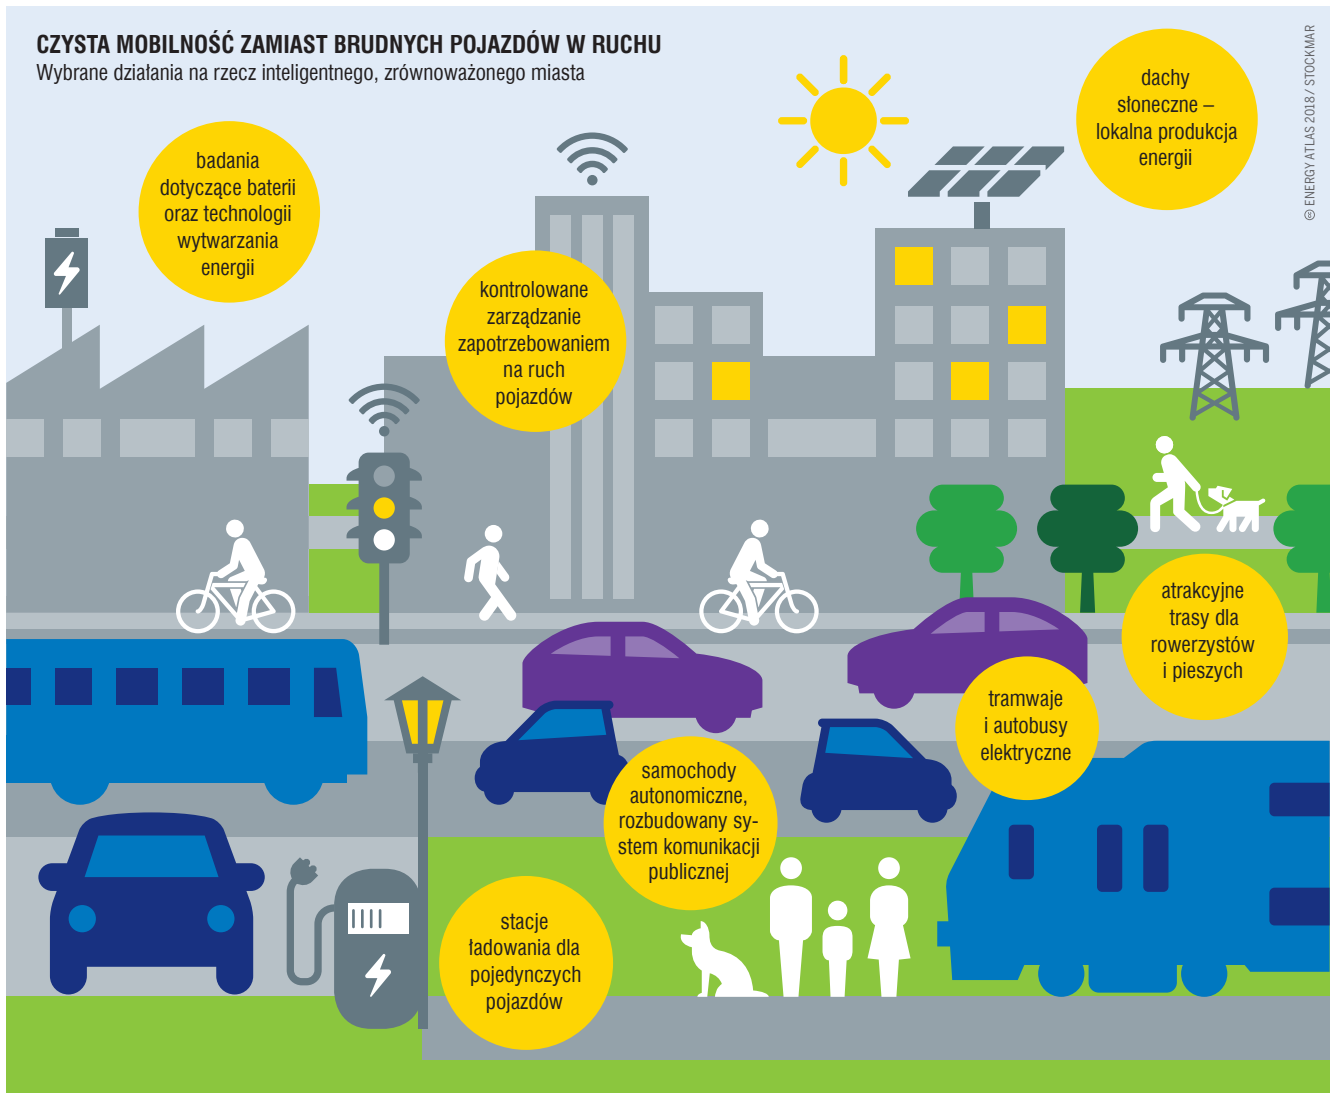 CZYSTA MOBILNOŚĆ ZAMIAST BRUDNYCH POJAZDÓW W RUCHU
Wybrane działania na rzecz inteligentnego, zrównoważonego miasta
badania
dotyczące baterii
oraz technologii
wytwarzania
energii
kontrolowane
zarządzanie
zapotrzebowaniem
na ruch
pojazdów
dachy
słoneczne –
lokalna produkcja
energii
© ENERGY ATLAS 2018 / STOCKMAR
atrakcyjne
trasy dla
rowerzystów
i pieszych
tramwaje
i autobusy
elektryczne
samochody
autonomiczne,
rozbudowany sy-
stem komunikacji
publicznej
stacje
ładowania dla
pojedynczych
pojazdów